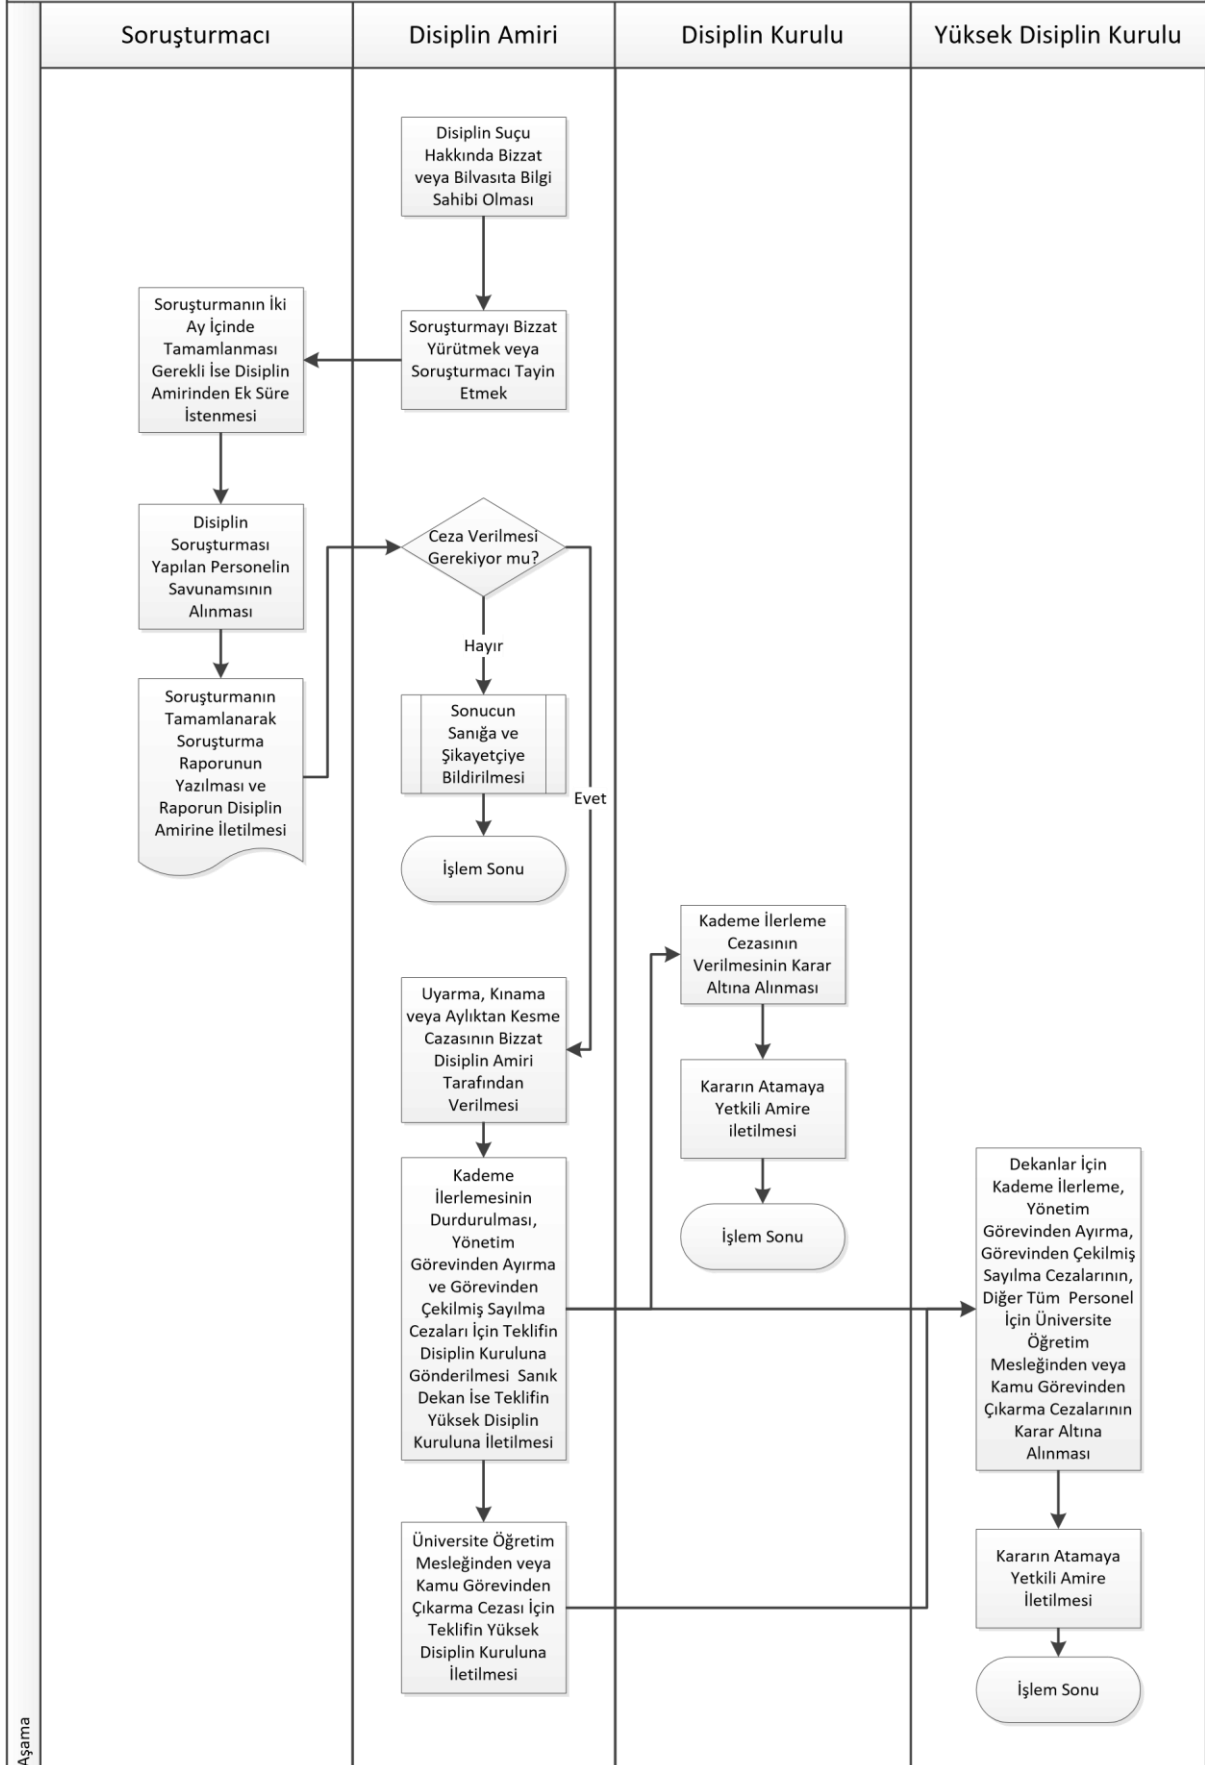 Soruşturmacı
Disiplin Amiri
Disiplin Kurulu
Yüksek Disiplin Kurulu
Disiplin Suçu
Hakkında Bizzat
veya Bilvasıta Bilgi
Sahibi Olması
Soruşturmayı Bizzat
Yürütmek veya
Soruşturmacı Tayin
Etmek
Soruşturmanın İki
Ay İçinde
Tamamlanması
Gerekli İse Disiplin
Amirinden Ek Süre
İstenmesi
Disiplin
Soruşturması
Yapılan Personelin
Savunamsının
Alınması
Soruşturmanın
Tamamlanarak
Soruşturma
Raporunun
Yazılması ve
Raporun Disiplin
Amirine İletilmesi
Ceza Verilmesi
Gerekiyor mu?
Hayır
Sonucun
Sanığa ve
Şikayetçiye
Bildirilmesi
Evet
İşlem Sonu
Uyarma, Kınama
veya Aylıktan Kesme
Cazasının Bizzat
Disiplin Amiri
Tarafından
Verilmesi
Kademe
İlerlemesinin
Durdurulması,
Yönetim
Görevinden Ayırma
ve Görevinden
Çekilmiş Sayılma
Cezaları İçin Teklifin
Disiplin Kuruluna
Gönderilmesi  Sanık
Dekan İse Teklifin
Yüksek Disiplin
Kuruluna İletilmesi
Üniversite Öğretim
Mesleğinden veya
Kamu Görevinden
Çıkarma Cezası İçin
Teklifin Yüksek
Disiplin Kuruluna
İletilmesi
Kademe İlerleme
Cezasının
Verilmesinin Karar
Altına Alınması
Kararın Atamaya
Yetkili Amire
iletilmesi
İşlem Sonu
Dekanlar İçin
Kademe İlerleme,
Yönetim
Görevinden Ayırma,
Görevinden Çekilmiş
Sayılma Cezalarının,
Diğer Tüm  Personel
İçin Üniversite
Öğretim
Mesleğinden veya
Kamu Görevinden
Çıkarma Cezalarının
Karar Altına
Alınması
Kararın Atamaya
Yetkili Amire
İletilmesi
İşlem Sonu
Aşama